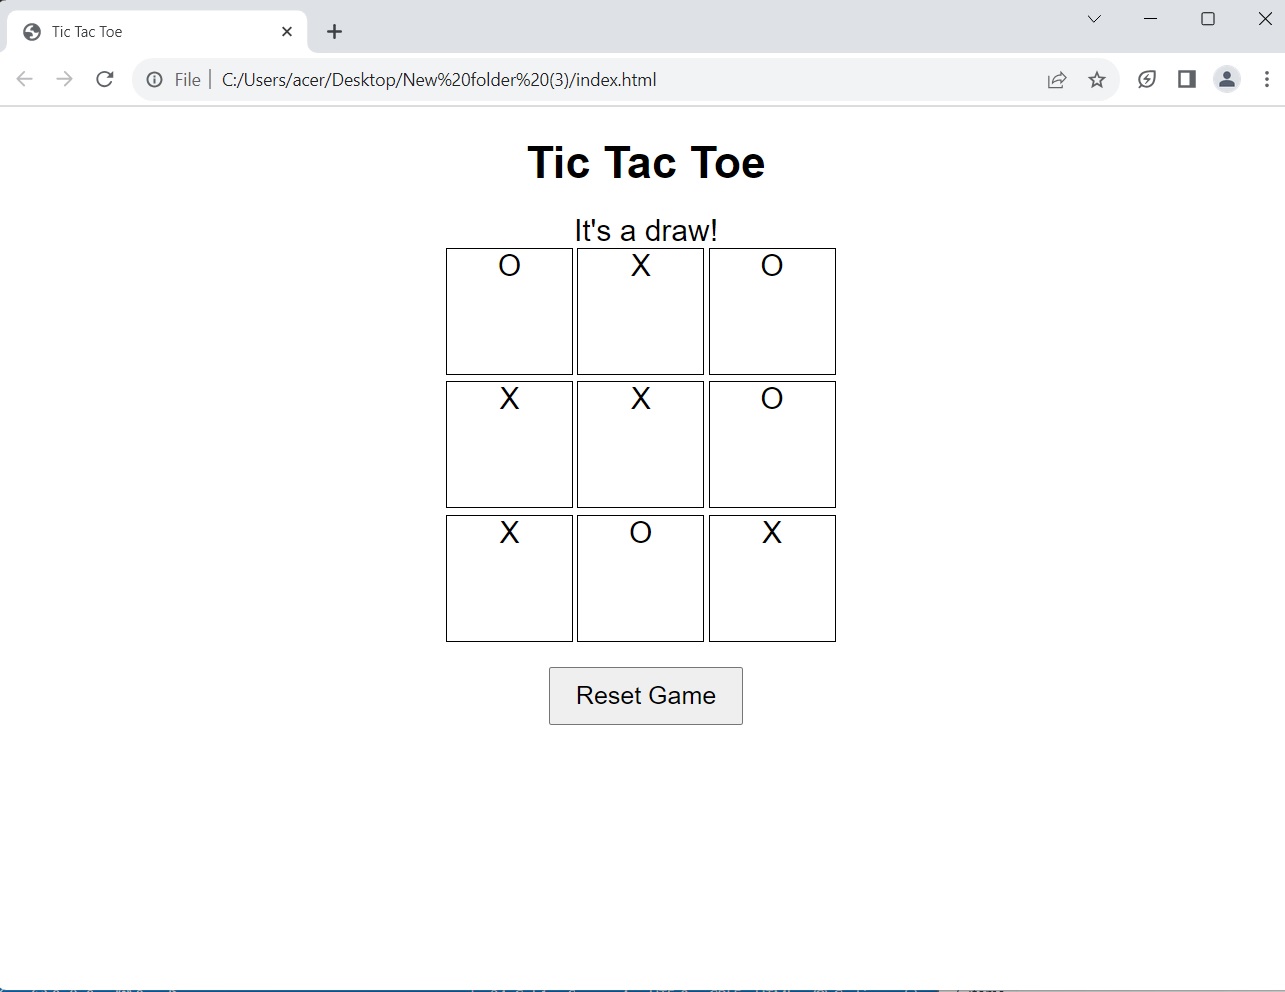 Tic Tac Toe
File | C:/Users/acer/Desktop/New%20folder%20(3)/index.html
Tic Tac Toe
It's a draw!
O X O
X X O
X O X
Reset Game